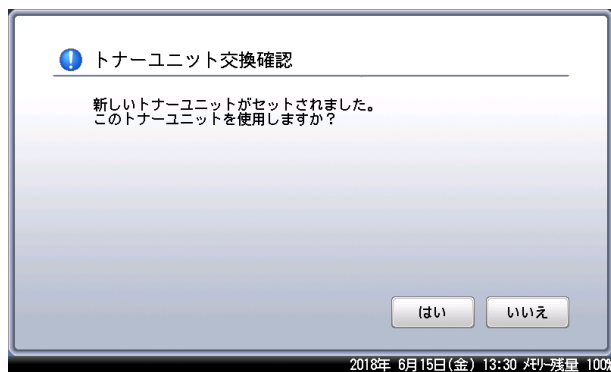 トナーユニット交換確認
新しいトナーユニットがセットされました。
このトナーユニットを使用しますか？
はい いいえ
2018年 6月15日(金) 13:30 ﾒﾓﾘｰ残量 100%